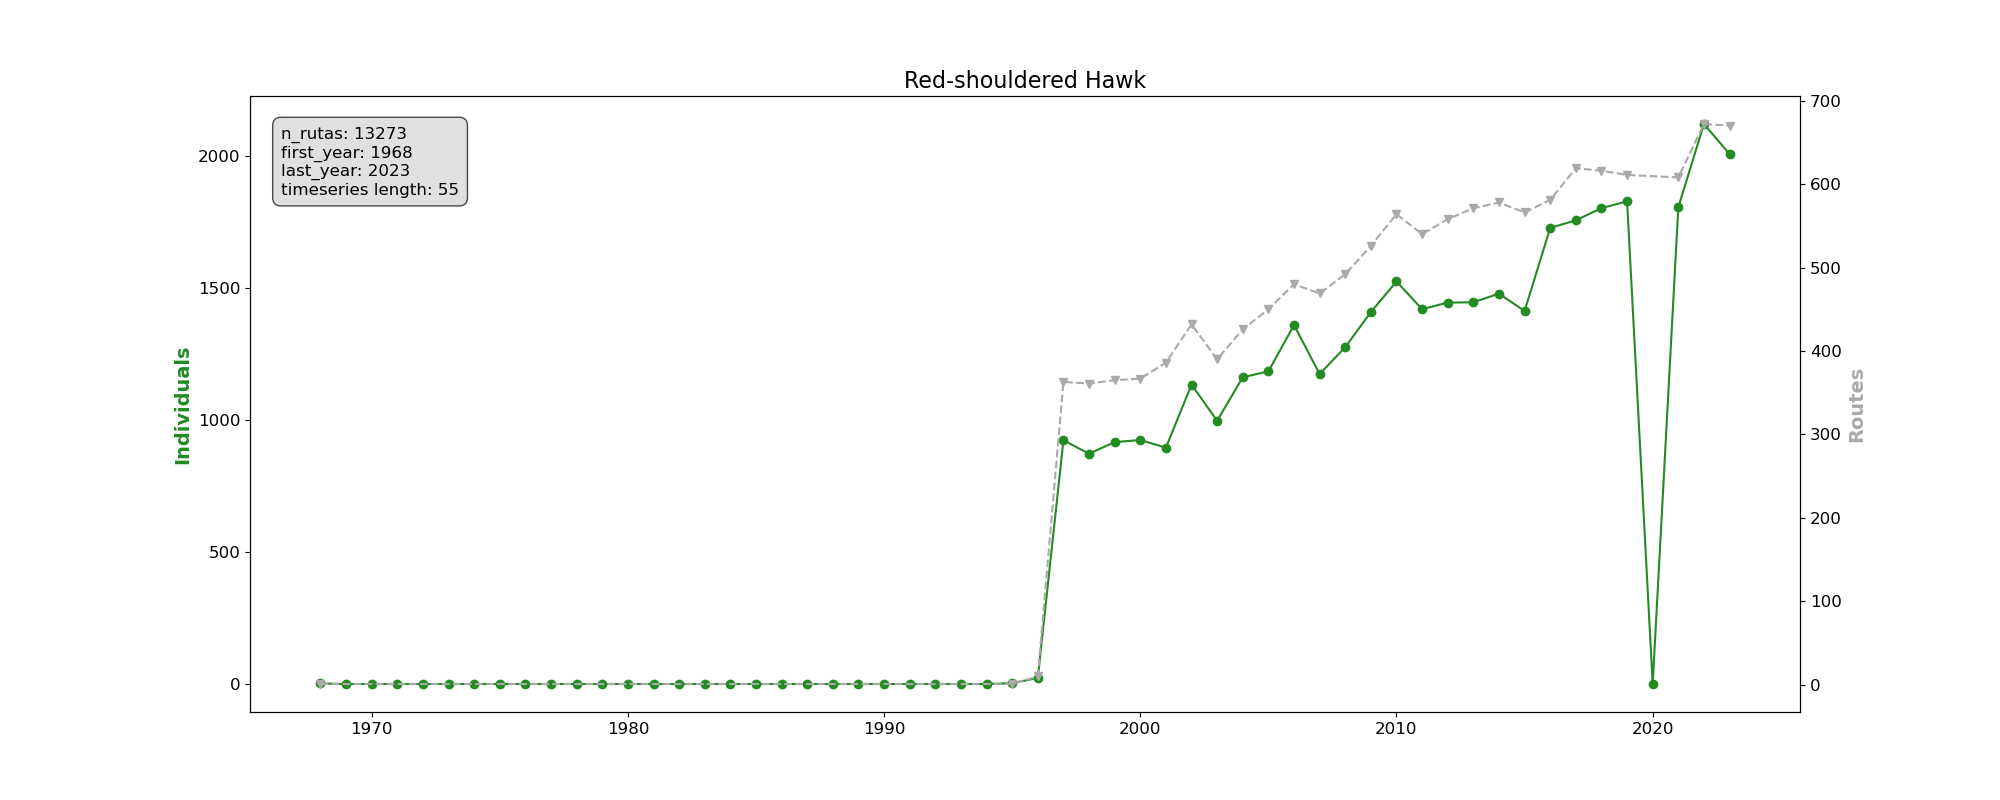 Red-shouldered Hawk
n_rutas: 13273
first_year: 1968
last_year: 2023
timeseries length: 55
Individuals
2000
1500
1000
500
0
Routes
700
600
500
400
300
200
100
0
1970 1980 1990 2000 2010 2020